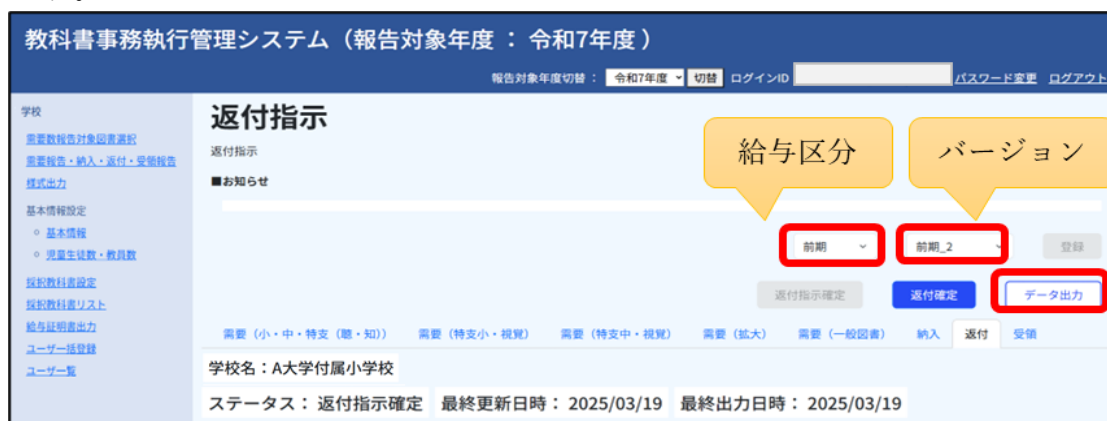 教科書事務執行管理システム（報告対象年度 ： 令和7年度 ）
報告対象年度切替 ： 令和7年度 切替 ログインID パスワード変更 ログアウト
学校
需要数報告対象図書選択
需要報告・納入・返付・受領報告
様式出力
基本情報設定
基本情報
児童生徒数・教員数
採択教科書設定
採択教科書リスト
給与証明書出力
ユーザー括登録
ユーザー覧
返付指示
返付指示
■お知らせ
給与区分
バージョン
前期 前期_2 登録
返付指示確定 返付確定 データ出力
需要（小・中・特支（聴・知）） 需要（特支小・視覚） 需要（特支中・視覚） 需要（拡大） 需要（一般図書） 納入 返付 受領
学校名：A大学付属小学校
ステータス： 返付指示確定 最終更新日時： 2025/03/19 最終出力日時： 2025/03/19